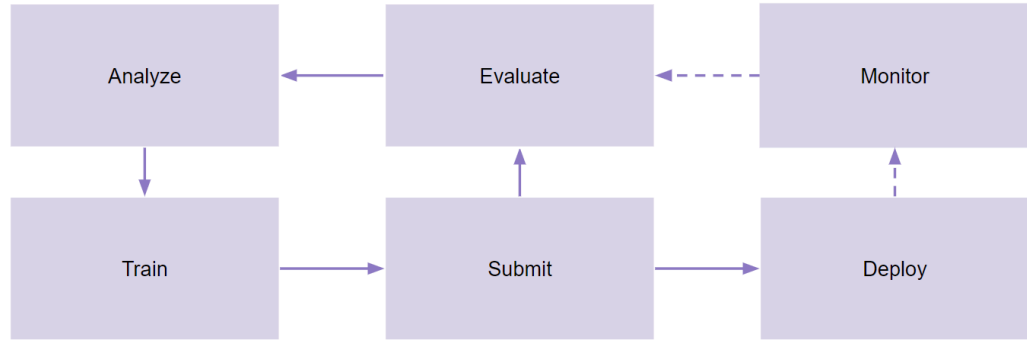 Analyze
Evaluate
Monitor
Train
Submit
Deploy